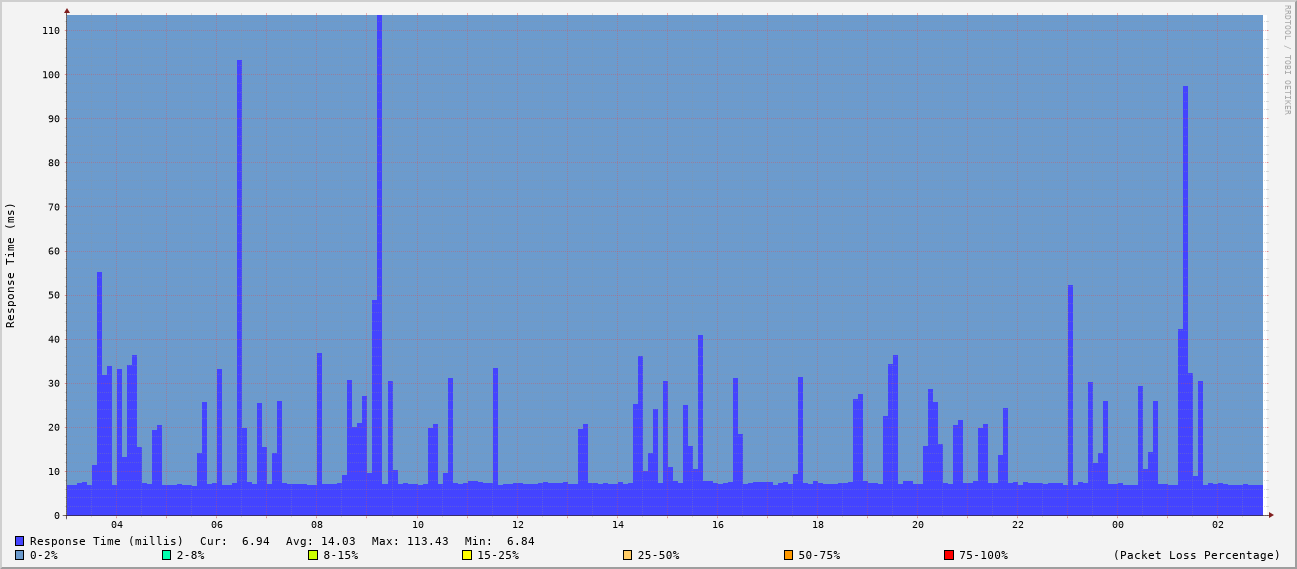 RRDTOOL / TOBI OETIKER
Response Time (ms)
110
100
90
80
70
60
50
40
30
20
10
0
04 06 08 10 12 14 16 18 20 22 00 02
Response Time (millis) Cur: 6.94 Avg: 14.03 Max: 113.43 Min: 6.84
0-2% 2-8% 8-15% 15-25% 25-50% 50-75% 75-100% (Packet Loss Percentage)